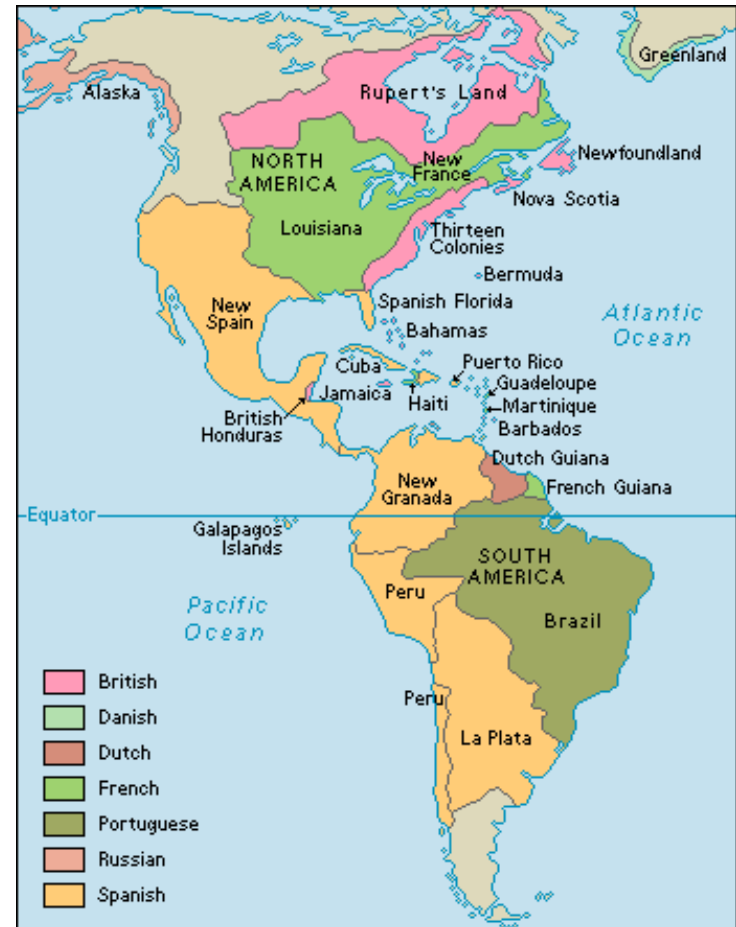 Greenland
Alaska
Rupert's Land
NORTH
AMERICA
New
France
Newfoundland
Nova Scotia
Louisiana
Thirteen
Colonies
Bermuda
New
Spain
Spanish Florida
Bahamas
Atlantic
Ocean
Cuba
Puerto Rico
Jamaica
Haiti
Guadeloupe
Martinique
Barbados
British
Honduras
Dutch Guiana
New
Granada
French Guiana
Equator
Galapagos
Islands
SOUTH
AMERICA
Peru
Brazil
Pacific
Ocean
Peru
La Plata
British
Danish
Dutch
French
Portuguese
Russian
Spanish